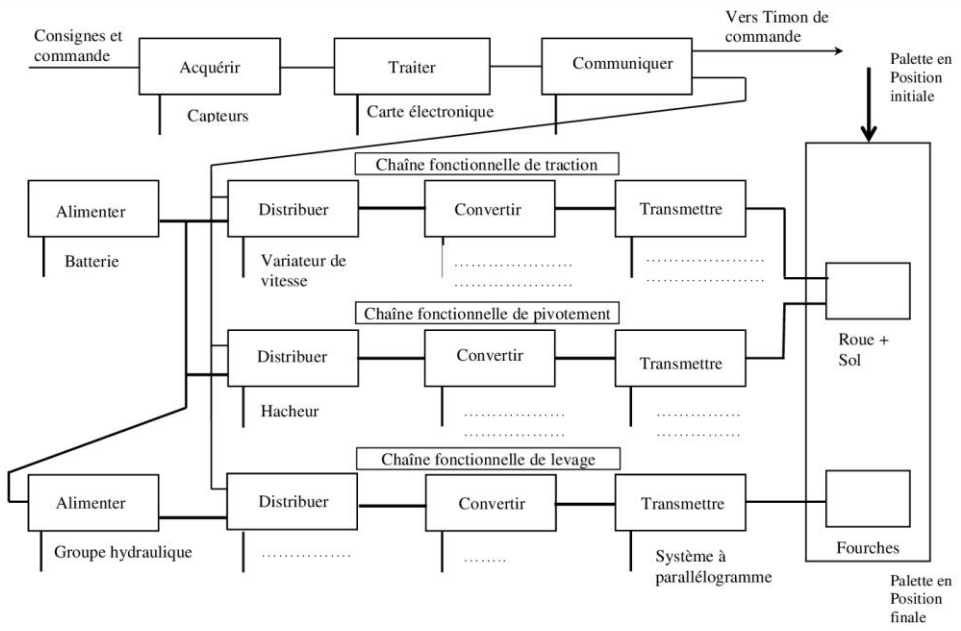 Consignes et
commande
Acquérir
Capteurs
Traiter
Carte électronique
Communiquer
Vers Timon de
commande
Palette en
Position
initiale
Chaîne fonctionnelle de traction
Alimenter
Batterie
Distribuer
Variateur de
vitesse
Convertir
…………………
…………………
Transmettre
…………………
…………………
Chaîne fonctionnelle de pivotement
Distribuer
Hacheur
Convertir
………………
………………
Transmettre
……………
……………
Roue +
Sol
Chaîne fonctionnelle de levage
Alimenter
Groupe hydraulique
Distribuer
…………….
Convertir
……..
Transmettre
Système à
parallélogramme
Fourches
Palette en
Position
finale